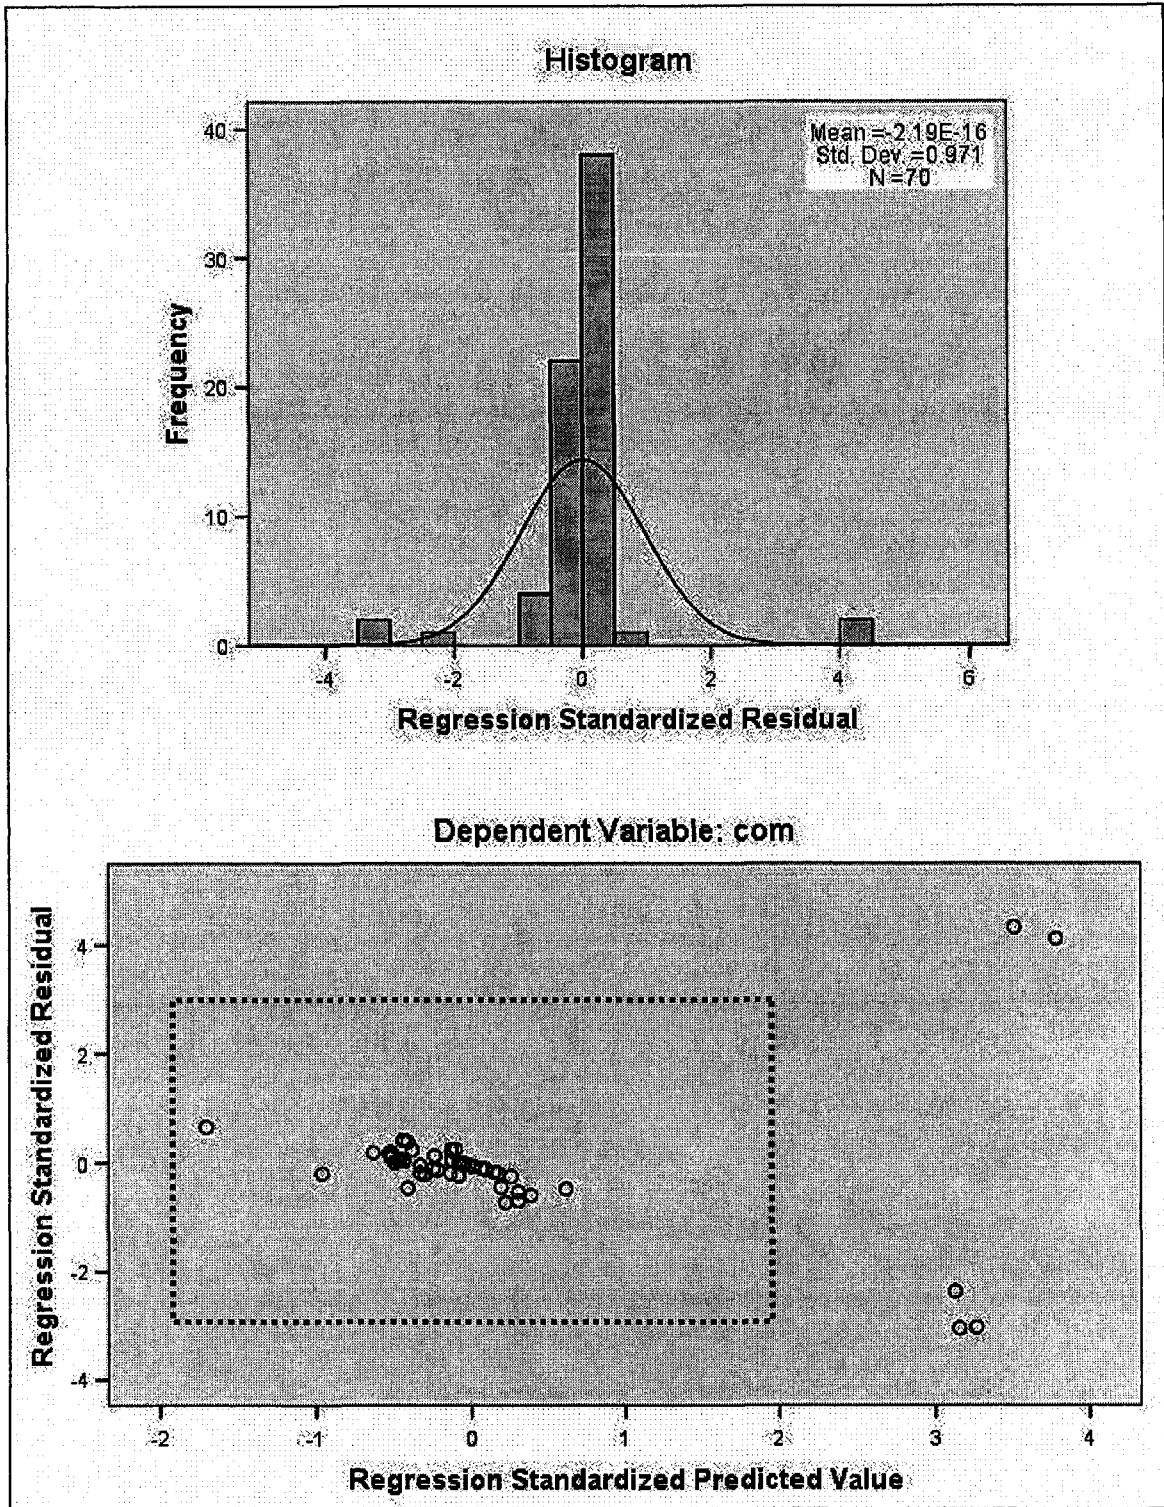 Histogram
Mean =-2.19E-16
Std. Dev.=0.971
N =70
40
30
20
10
0
Frequency
-4 -2 0 2 4 6
Regression Standardized Residual
Dependent Variable: com
4
2
0
-2
-4
Regression Standardized Residual
-2 -1 0 1 2 3 4
Regression Standardized Predicted Value